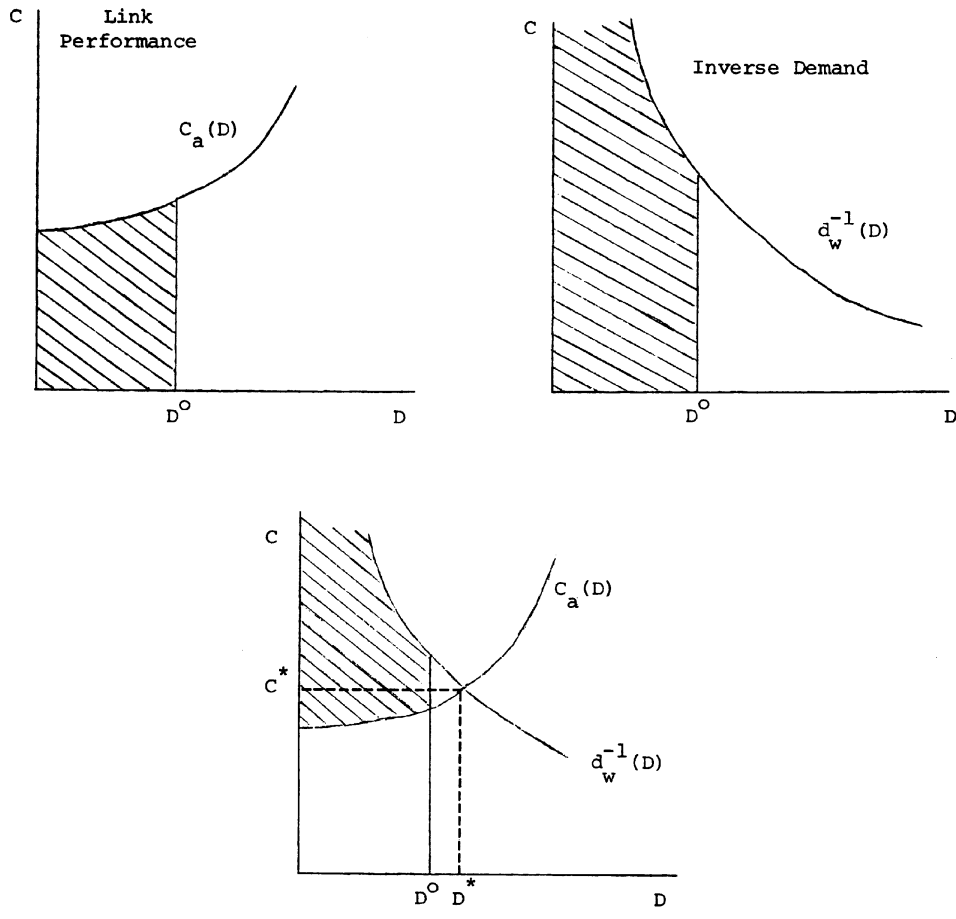 C
Link
Performance
C_a(D)
D^o
D
C
Inverse Demand
d_w^-1(D)
D^o
D
C
C_a(D)
C^*
d_w^-1(D)
D^o
D^*
D